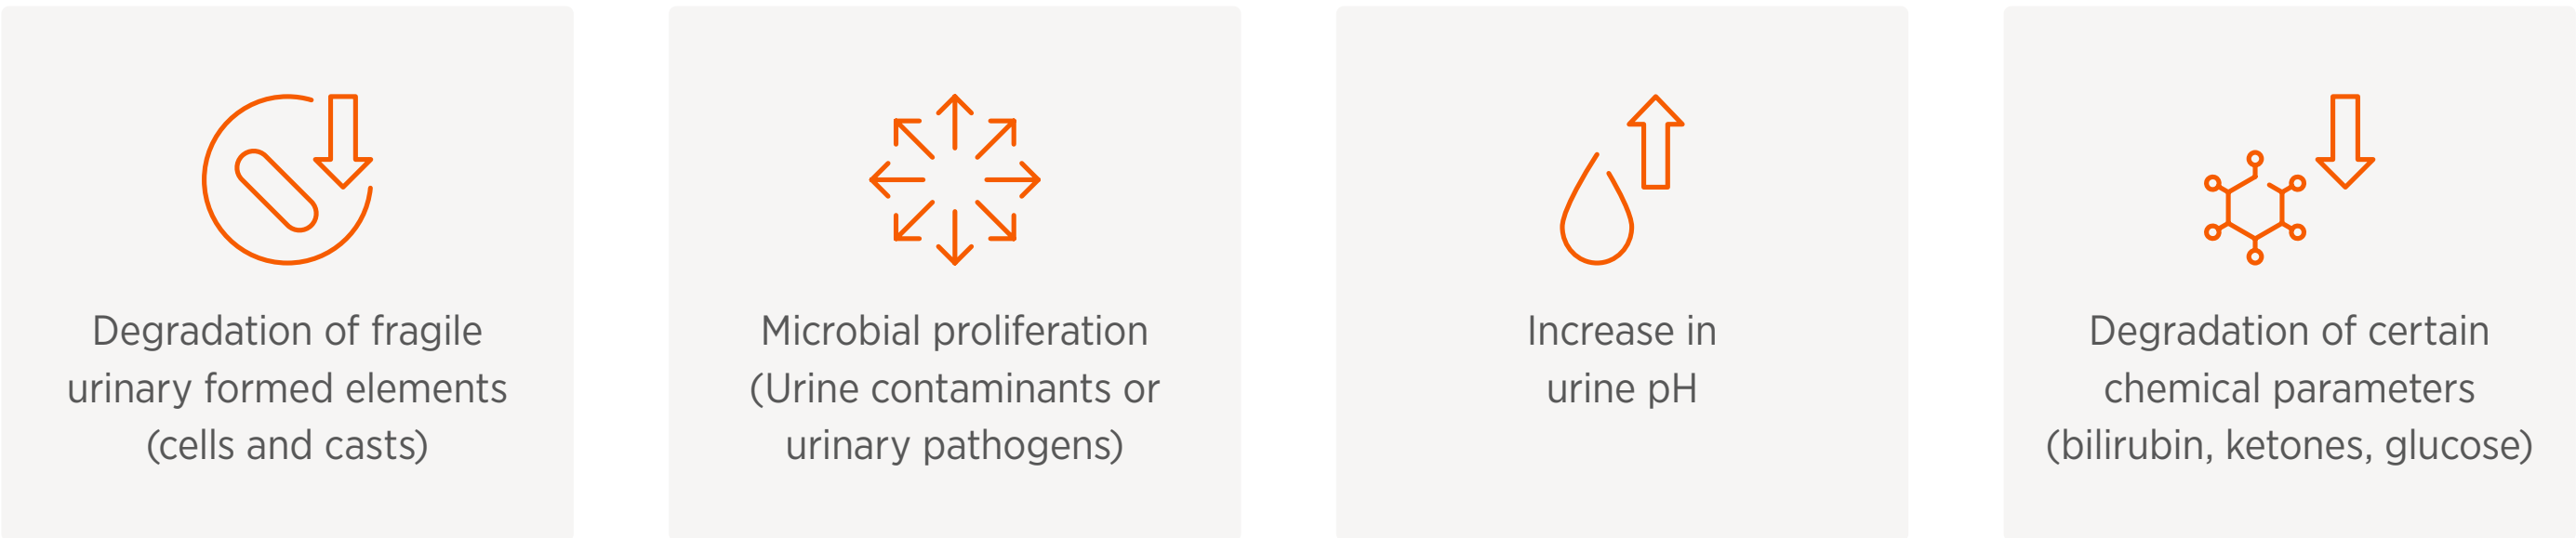 Degradation of fragile
urinary formed elements
(cells and casts)
Microbial proliferation
(Urine contaminants or
urinary pathogens)
Increase in
urine pH
Degradation of certain
chemical parameters
(bilirubin, ketones, glucose)